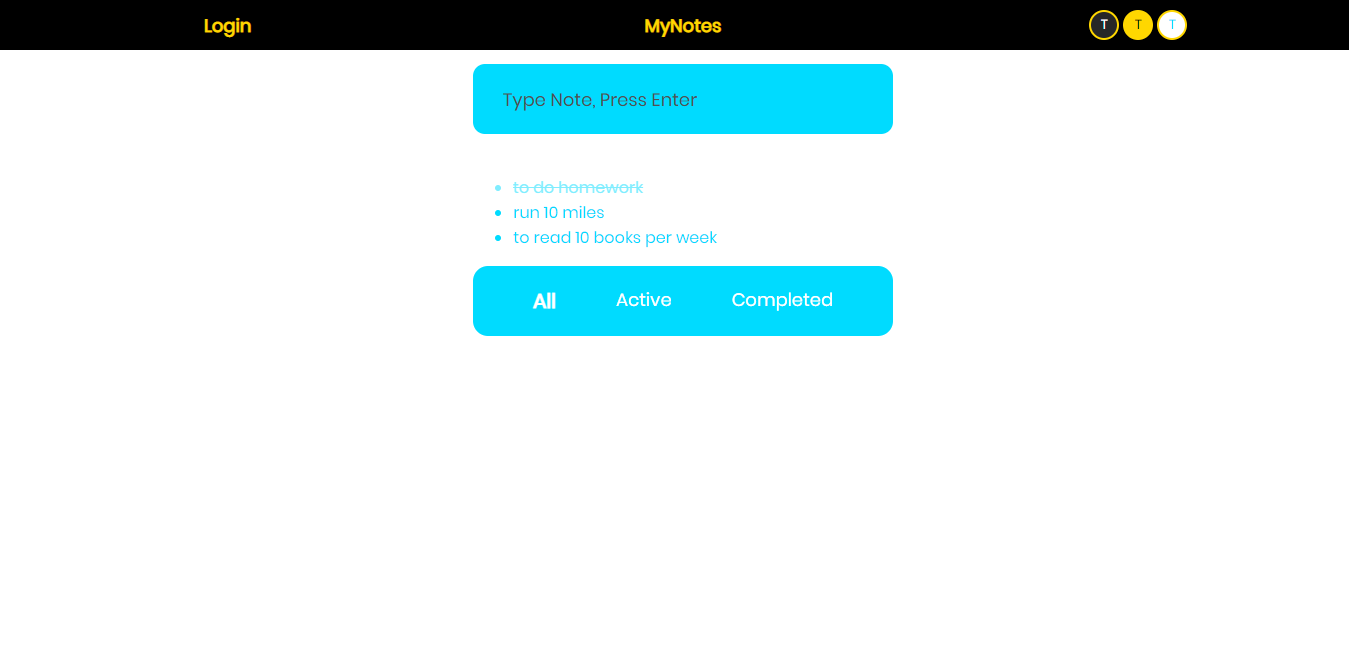 Login MyNotes T T T
Type Note, Press Enter
to do homework
run 10 miles
to read 10 books per week
All Active Completed